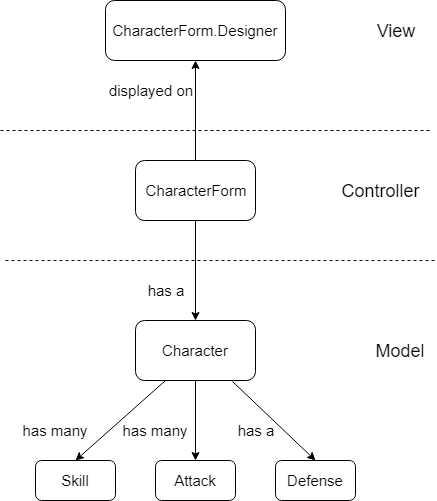 CharacterForm.Designer
View
displayed on
CharacterForm
Controller
has a
Character
Model
has many
has many
has a
Skill
Attack
Defense